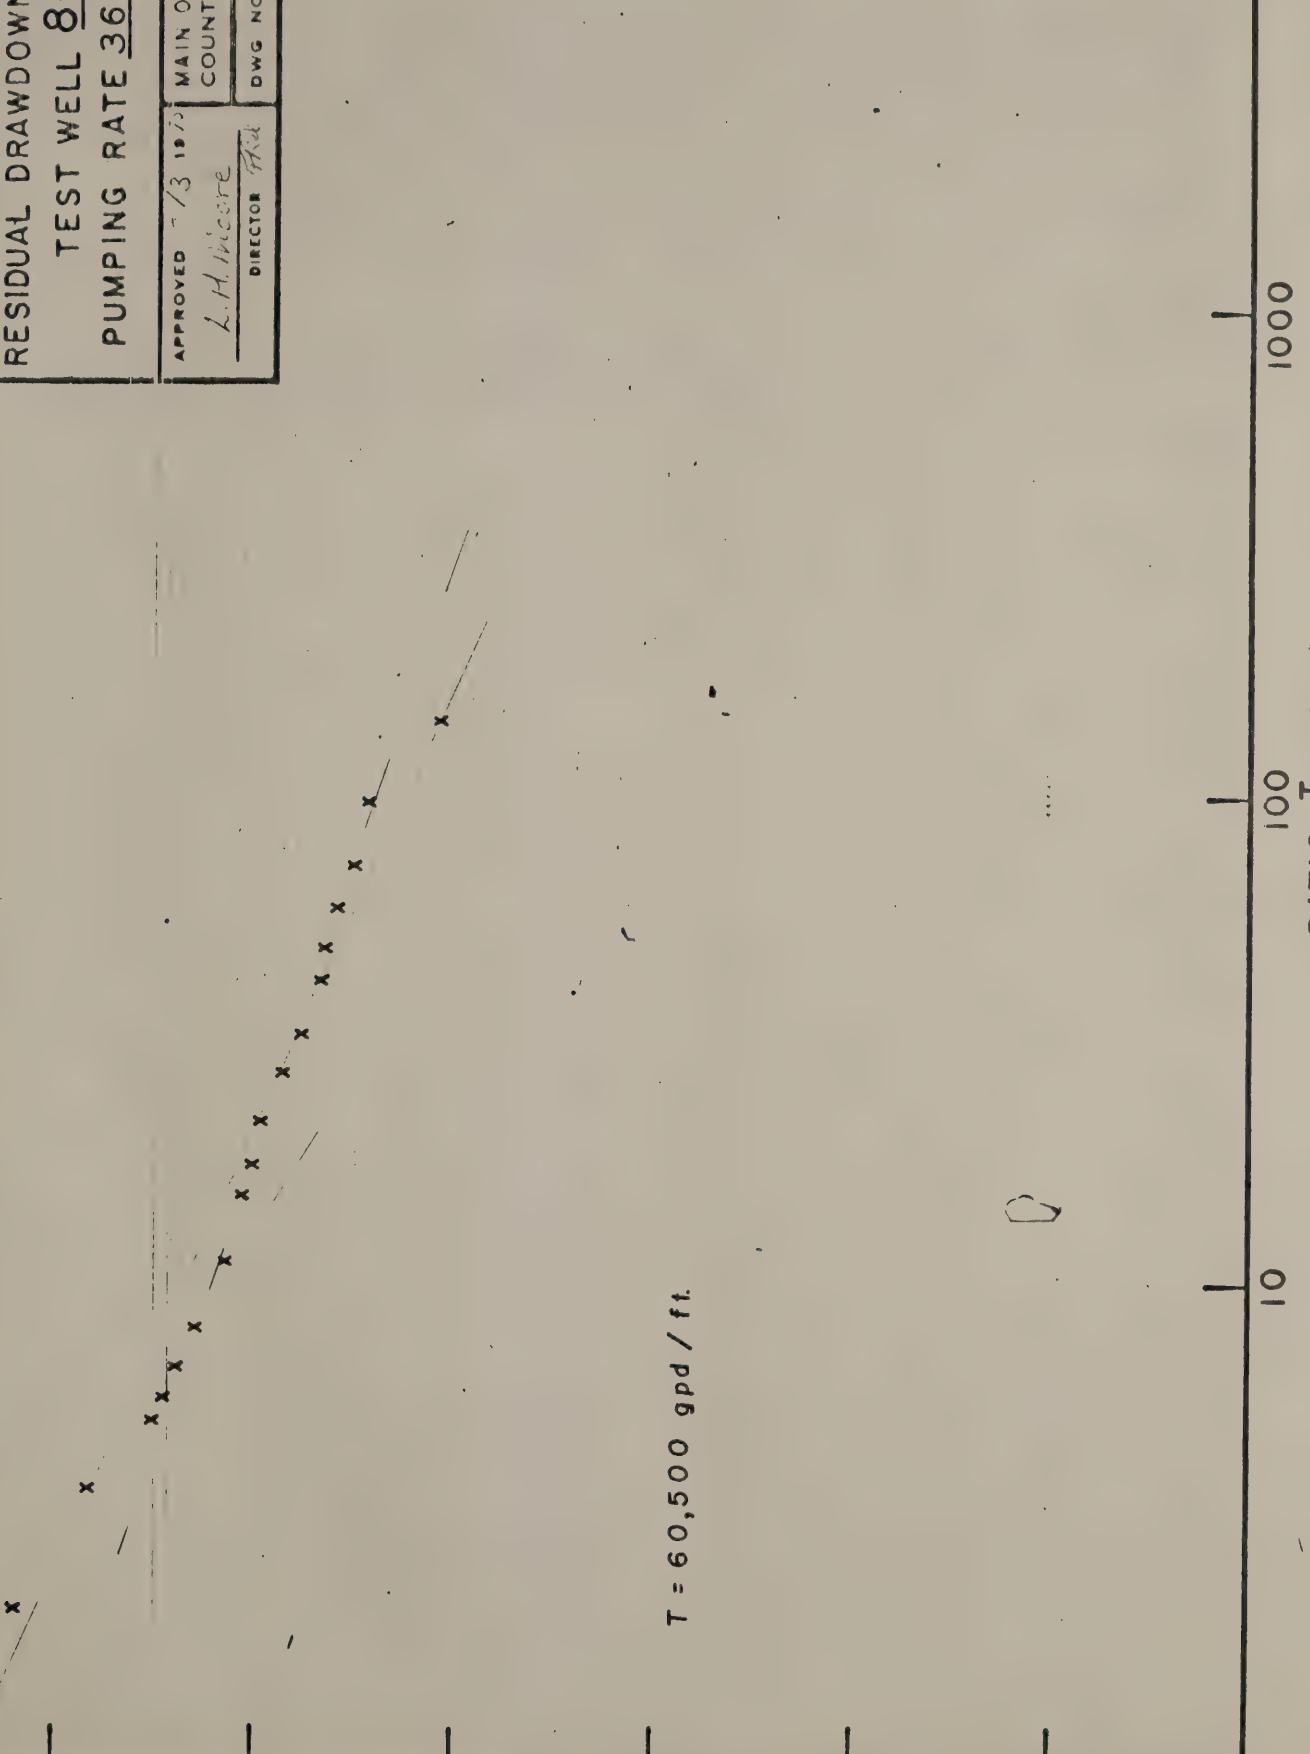 RESIDUAL DRAWDOWN
TEST WELL 8
PUMPING RATE 36
APPROVED
DIRECTOR
MAIN O
COUNT
DWG NO
T = 60,500 gpd / ft.
10
100
1000
T